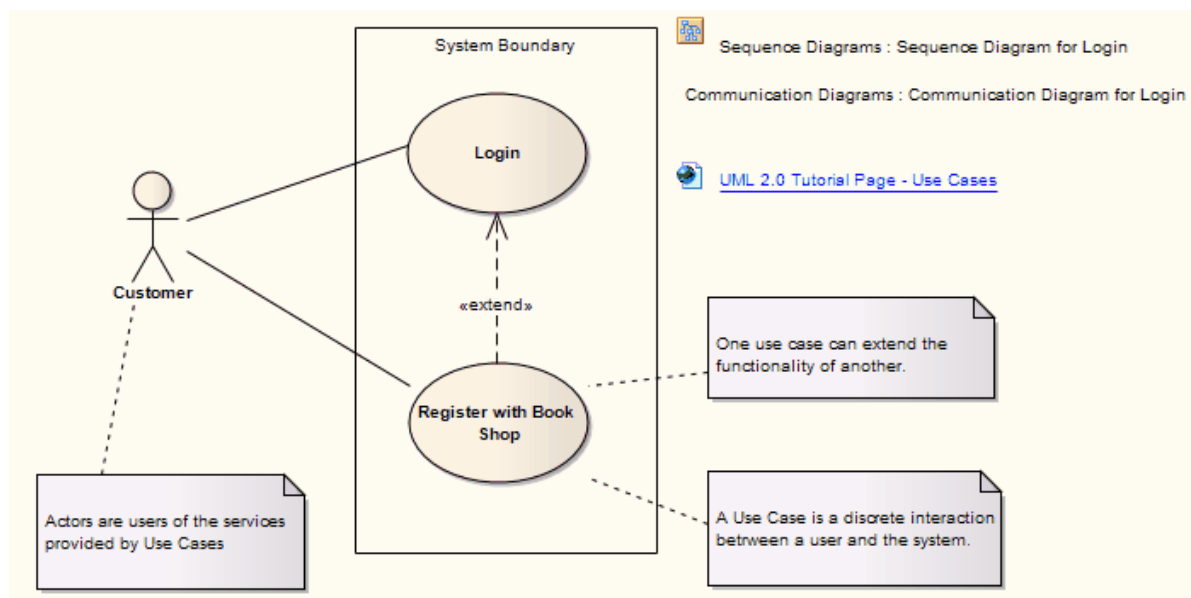 System Boundary
Sequence Diagrams : Sequence Diagram for Login
Communication Diagrams : Communication Diagram for Login
Login
UML 2.0 Tutorial Page - Use Cases
Customer
«extend»
One use case can extend the
functionality of another.
Register with Book
Shop
Actors are users of the services
provided by Use Cases
A Use Case is a discrete interaction
betrween a user and the system.